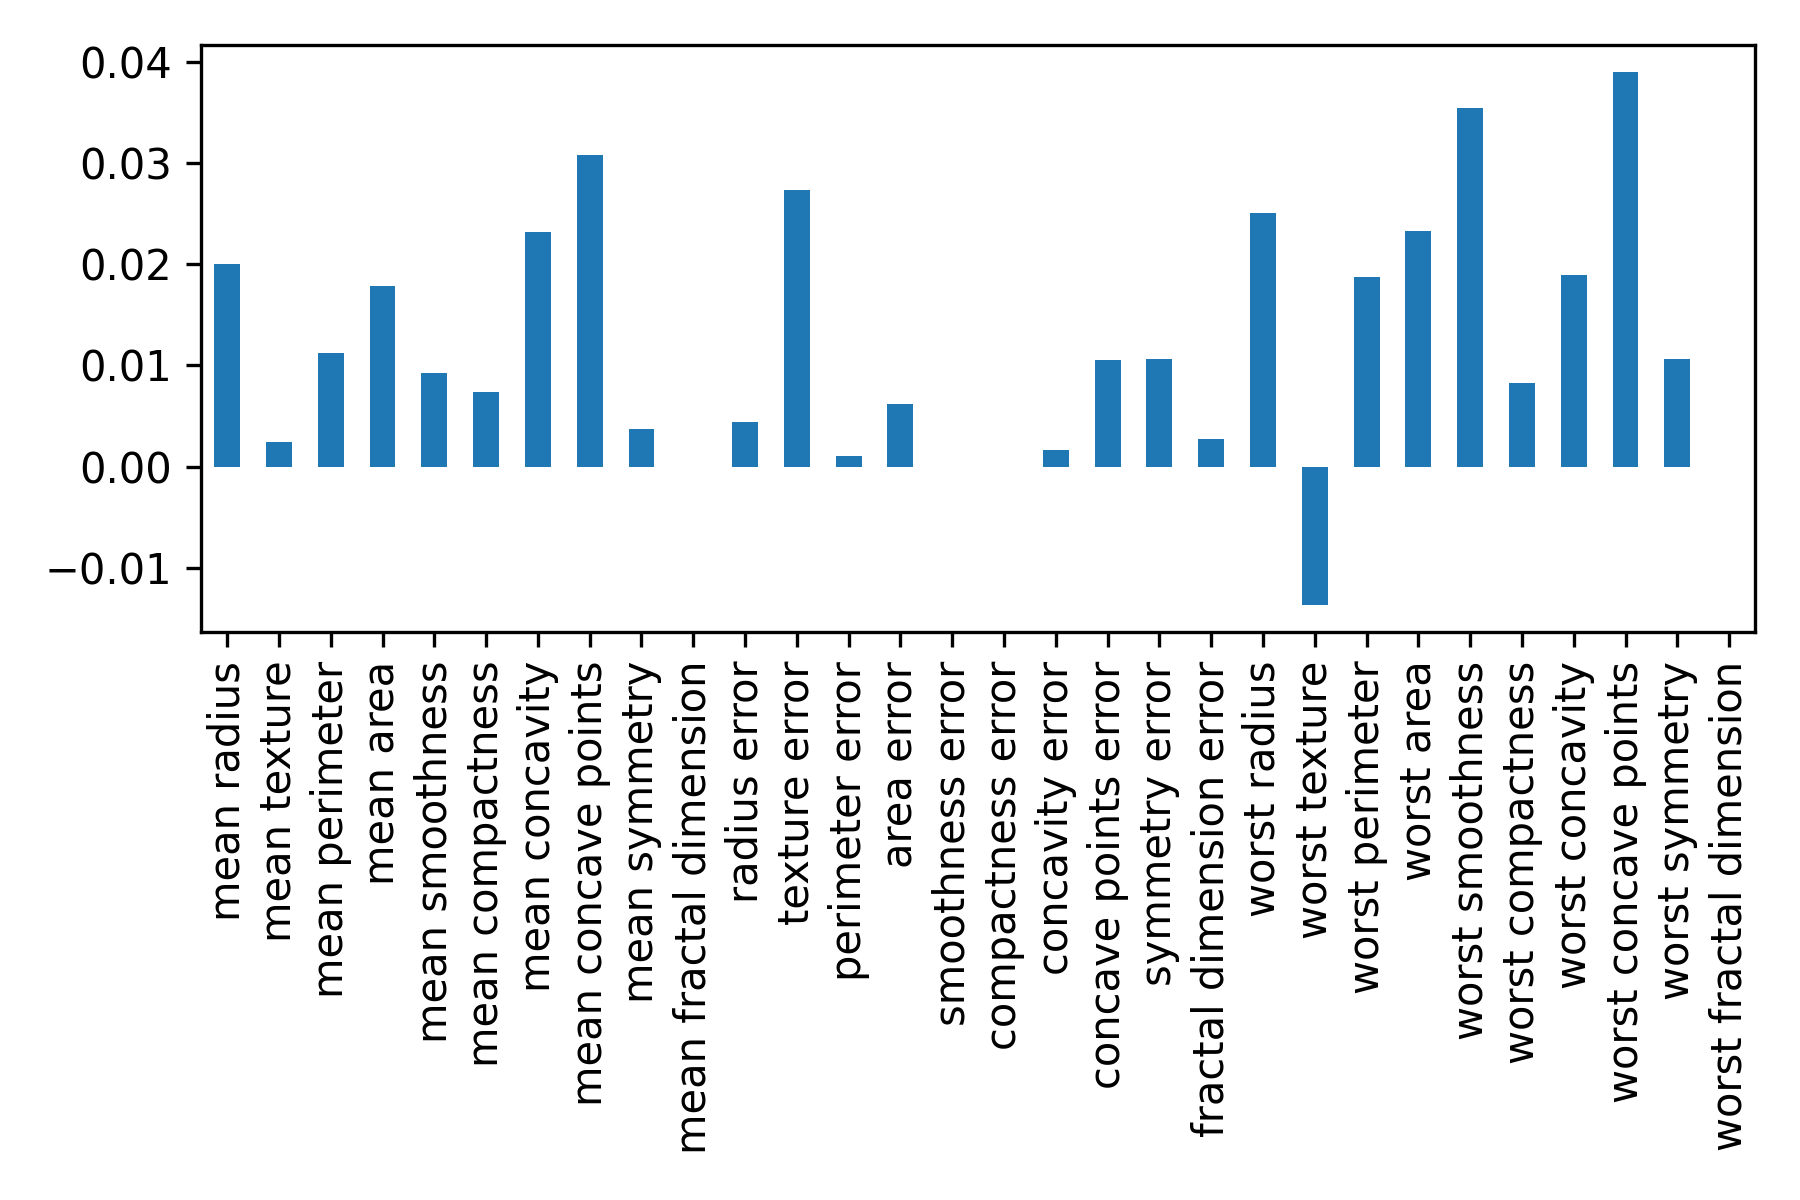 0.04
0.03
0.02
0.01
0.00
−0.01
mean radius
mean texture
mean perimeter
mean area
mean smoothness
mean compactness
mean concavity
mean concave points
mean symmetry
mean fractal dimension
radius error
texture error
perimeter error
area error
smoothness error
compactness error
concavity error
concave points error
symmetry error
fractal dimension error
worst radius
worst texture
worst perimeter
worst area
worst smoothness
worst compactness
worst concavity
worst concave points
worst symmetry
worst fractal dimension